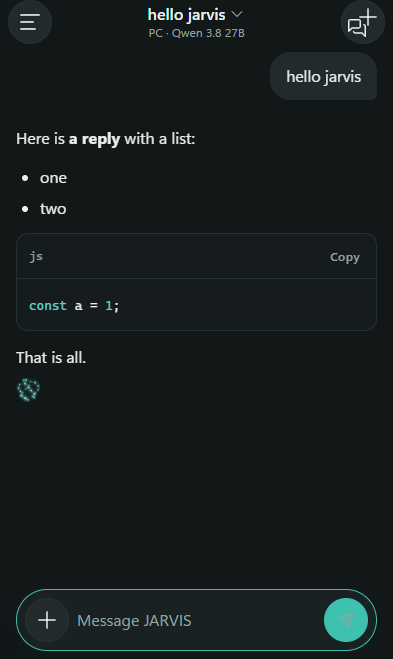 hello jarvis
PC · Qwen 3.8 27B
hello jarvis
Here is a reply with a list:
• one
• two
js
Copy
const a = 1;
That is all.
Message JARVIS